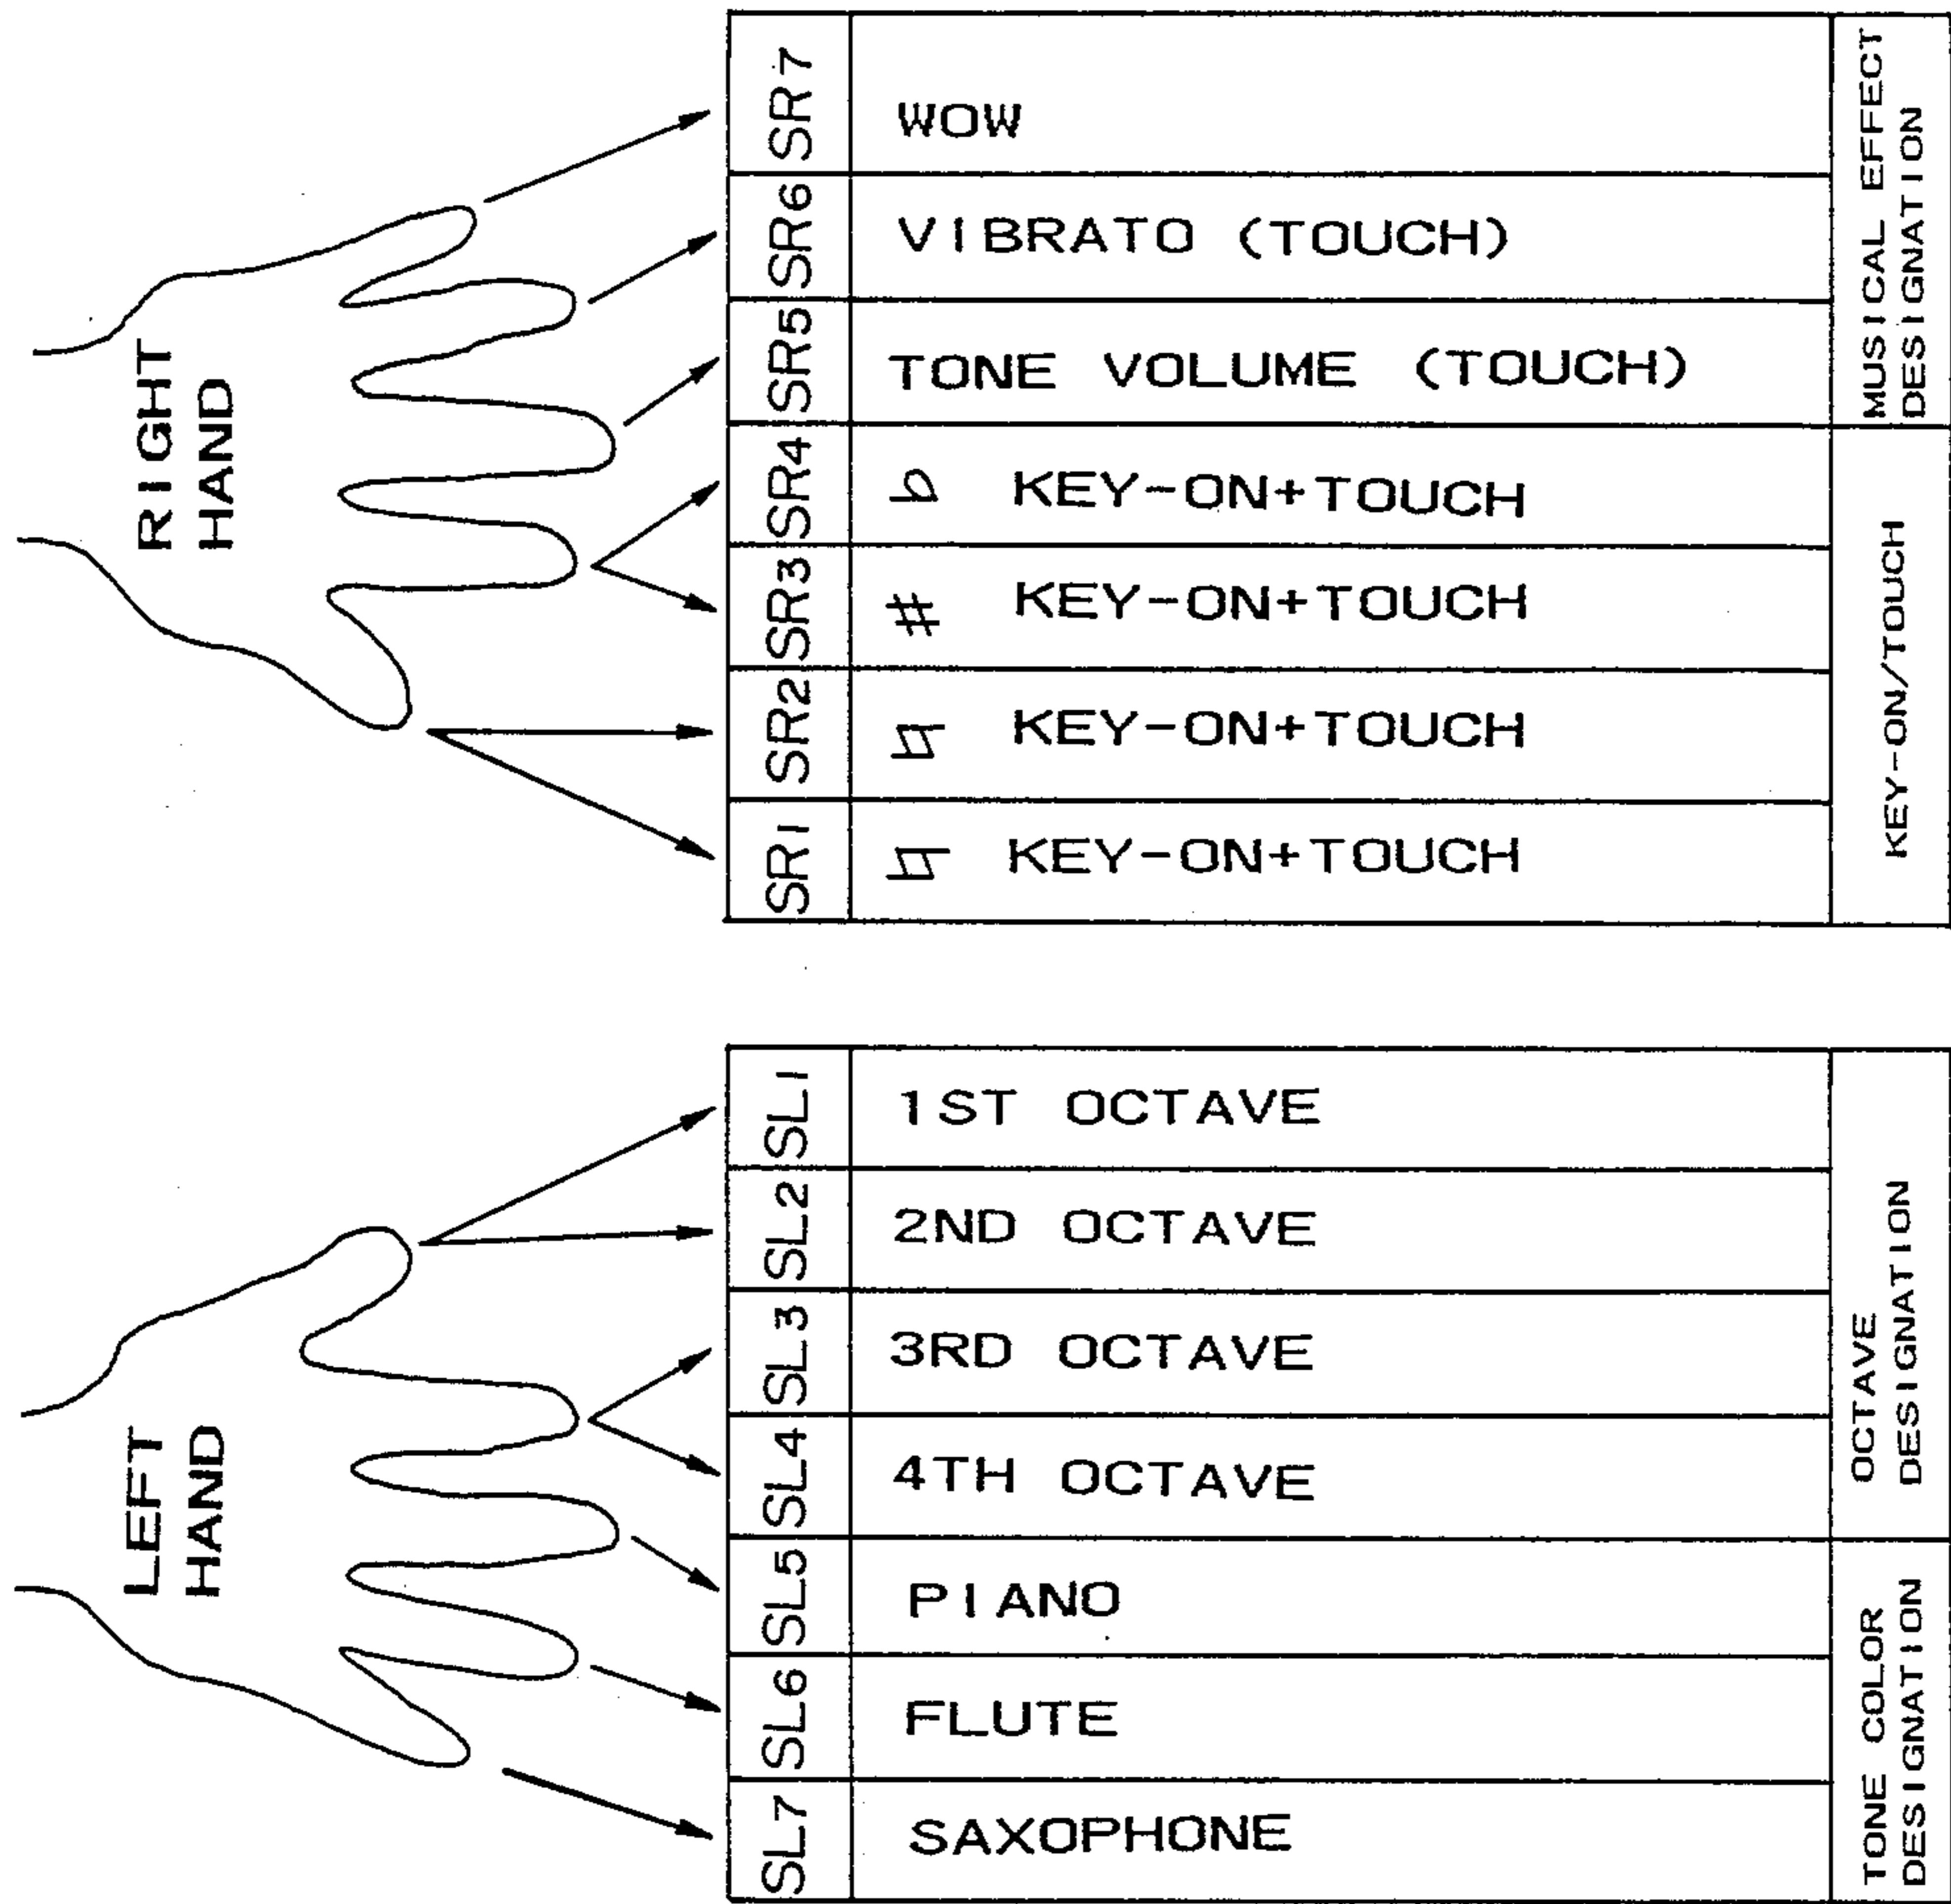 RIGHT
HAND
SR7
WOW
SR6
VIBRATO (TOUCH)
SR5
TONE VOLUME (TOUCH)
SR4
♭ KEY-ON+TOUCH
SR3
# KEY-ON+TOUCH
SR2
♮ KEY-ON+TOUCH
SR1
♮ KEY-ON+TOUCH
MUSICAL EFFECT
DESIGNATION
KEY-ON/TOUCH
LEFT
HAND
SL1
1ST OCTAVE
SL2
2ND OCTAVE
SL3
3RD OCTAVE
SL4
4TH OCTAVE
SL5
PIANO
SL6
FLUTE
SL7
SAXOPHONE
OCTAVE
DESIGNATION
TONE COLOR
DESIGNATION